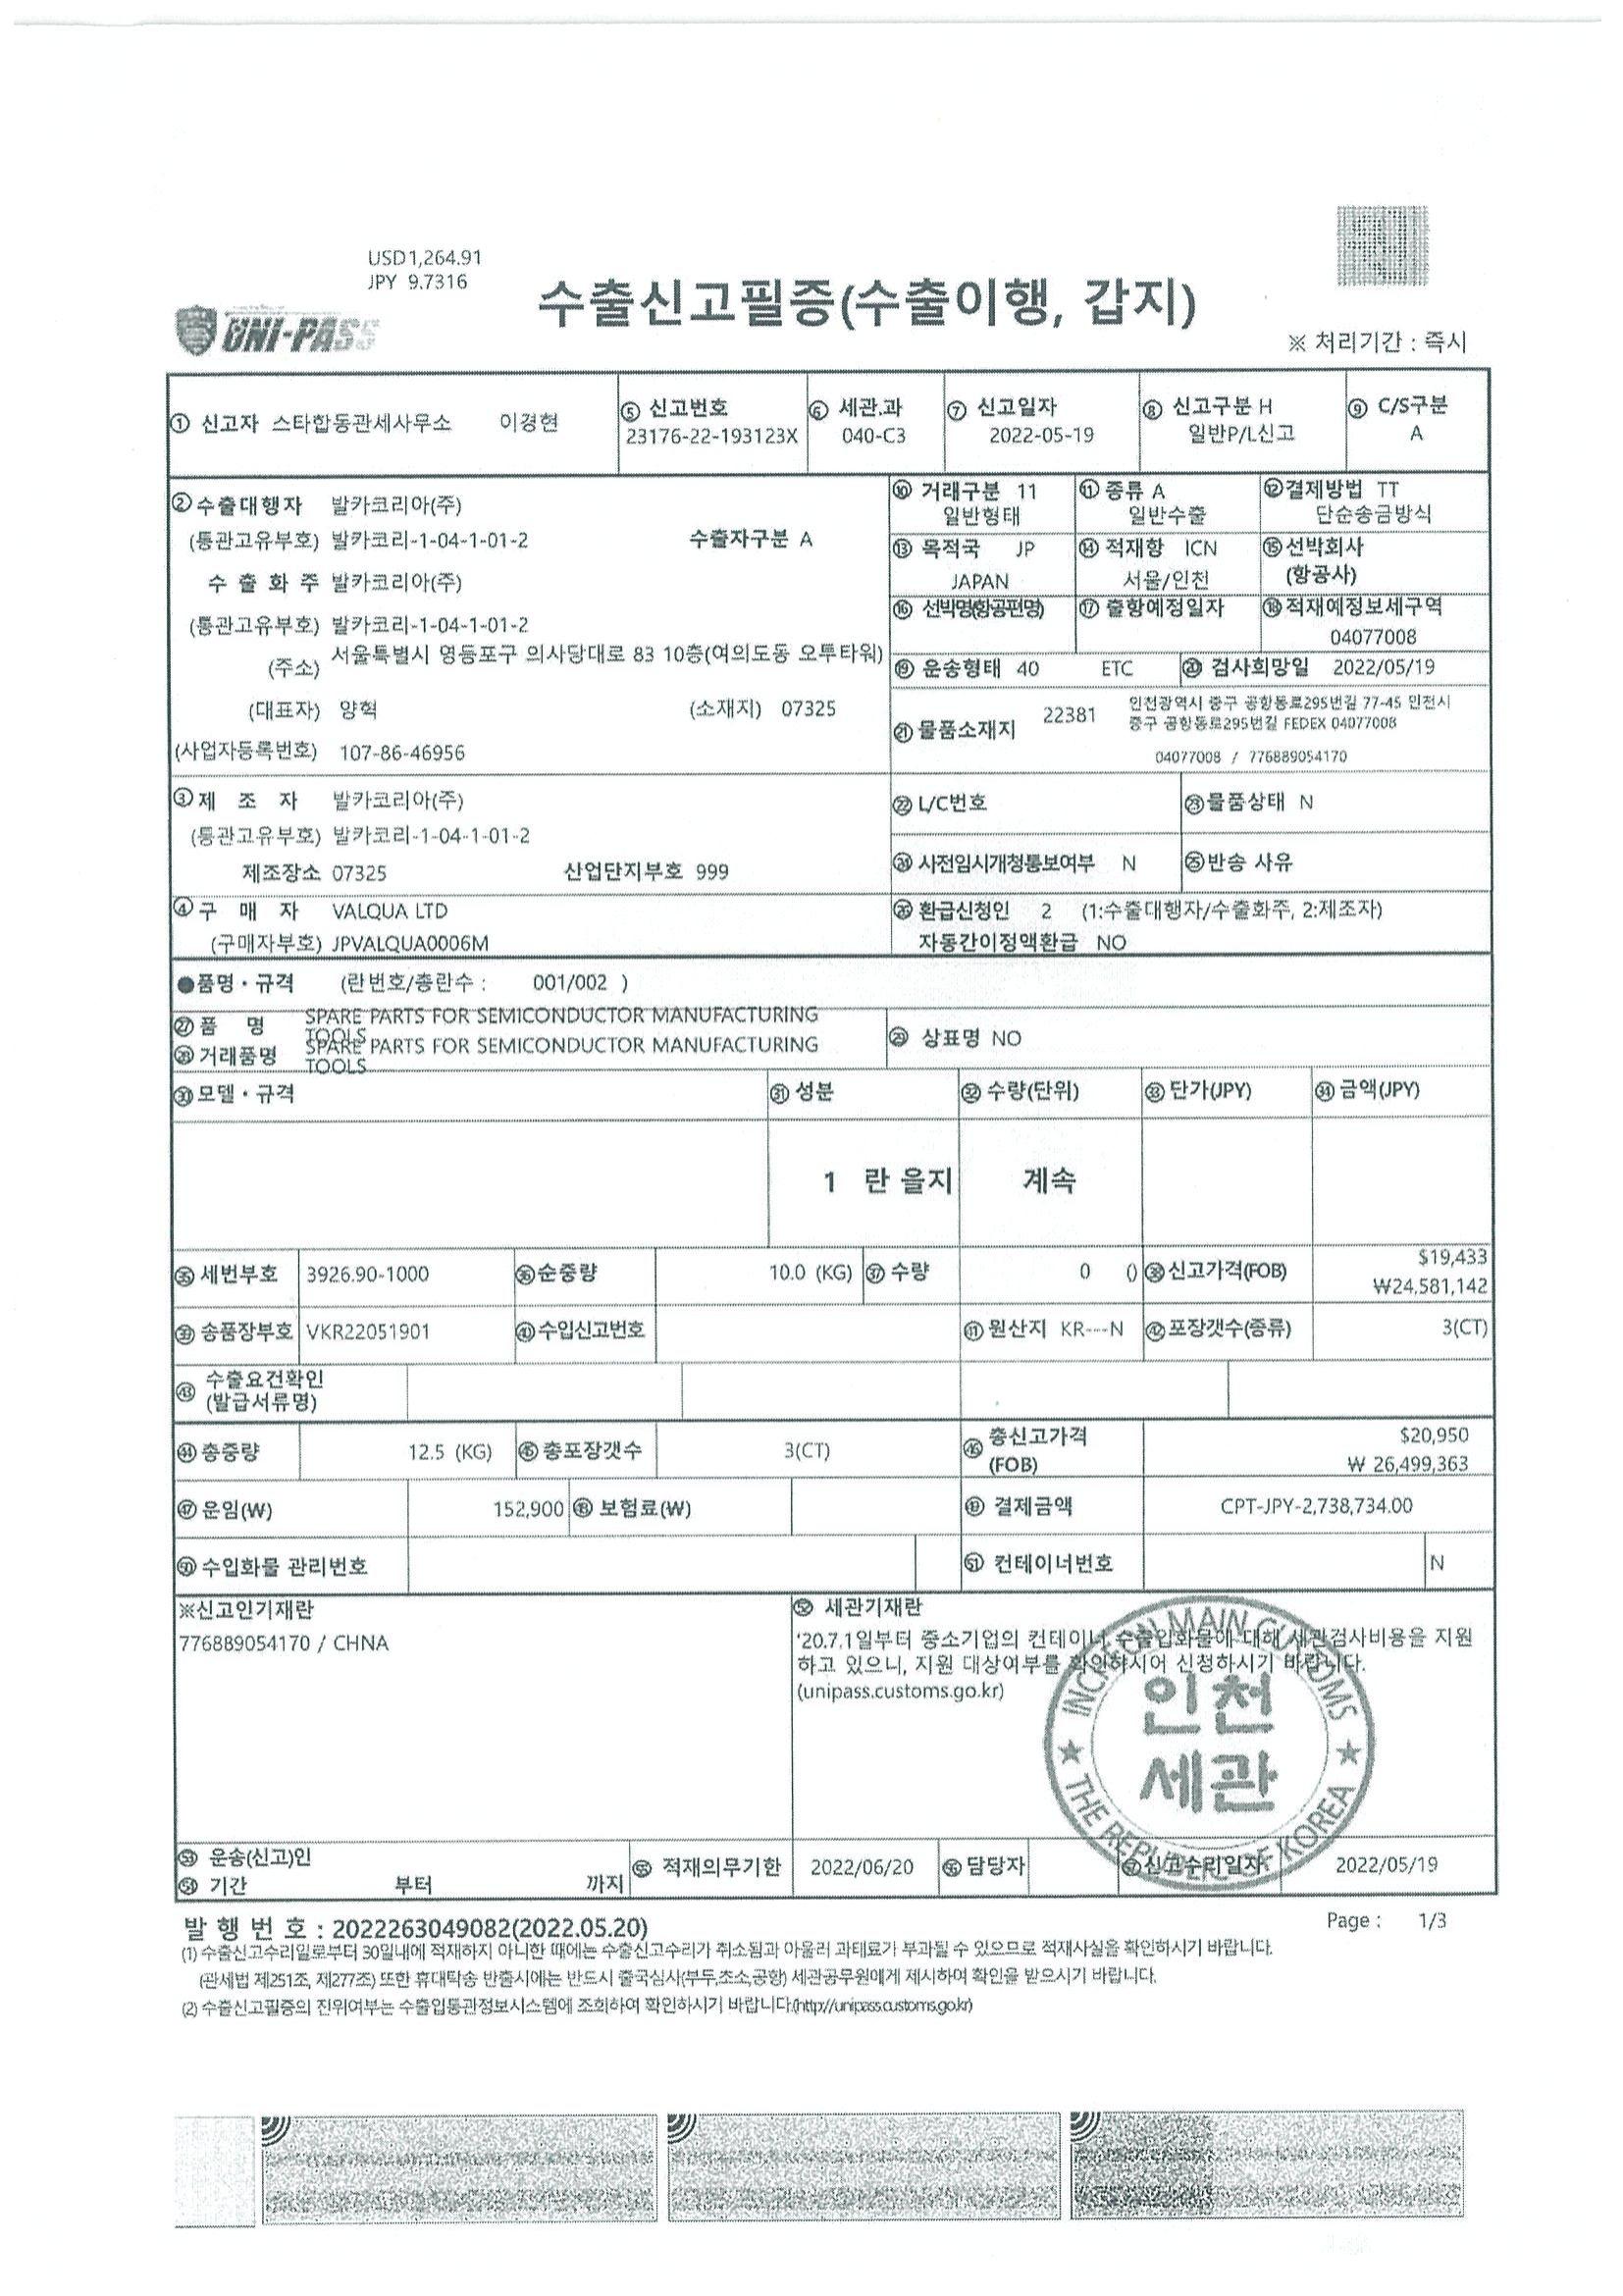 USD1,264.91
JPY 9.7316
UNI-PASS
수출신고필증(수출이행, 갑지)
※ 처리기간 : 즉시
① 신고자 스타합동관세사무소 이경현
⑤ 신고번호
23176-22-193123X
⑥ 세관.과
040-C3
⑦ 신고일자
2022-05-19
⑧ 신고구분 H
일반P/L신고
⑨ C/S구분
A
② 수출대행자 발카코리아(주)
(통관고유부호) 발카코리-1-04-1-01-2 수출자구분 A
수 출 화 주 발카코리아(주)
(통관고유부호) 발카코리-1-04-1-01-2
(주소) 서울특별시 영등포구 의사당대로 83 10층(여의도동 오투타워)
(대표자) 양혁 (소재지) 07325
(사업자등록번호) 107-86-46956
⑩ 거래구분 11
일반형태
⑪ 종류 A
일반수출
⑫ 결제방법 TT
단순송금방식
⑬ 목적국 JP
JAPAN
⑭ 적재항 ICN
서울/인천
⑮ 선박회사
(항공사)
⑯ 선박명(항공편명)
⑰ 출항예정일자
⑱ 적재예정보세구역
04077008
⑲ 운송형태 40 ETC
⑳ 검사희망일 2022/05/19
㉑ 물품소재지 22381 인천광역시 중구 공항동로295번길 77-45 인천시
중구 공항동로295번길 FEDEX 04077008
04077008 / 776889054170
③ 제 조 자 발카코리아(주)
(통관고유부호) 발카코리-1-04-1-01-2
제조장소 07325 산업단지부호 999
㉒ L/C번호
㉓ 물품상태 N
㉔ 사전임시개청통보여부 N
㉕ 반송 사유
④ 구 매 자 VALQUA LTD
(구매자부호) JPVALQUA0006M
㉖ 환급신청인 2 (1:수출대행자/수출화주, 2:제조자)
자동간이정액환급 NO
●품명・규격 (란번호/총란수 : 001/002 )
㉗ 품 명 SPARE PARTS FOR SEMICONDUCTOR MANUFACTURING
TOOLS
㉘ 거래품명 SPARE PARTS FOR SEMICONDUCTOR MANUFACTURING
TOOLS
㉙ 상표명 NO
㉚ 모델・규격
㉛ 성분
㉜ 수량(단위)
㉝ 단가(JPY)
㉞ 금액(JPY)
1 란 을지 계속
㉟ 세번부호 3926.90-1000
㊱ 순중량 10.0 (KG)
㊲ 수량 0 ()
㊳ 신고가격(FOB) $19,433
₩24,581,142
㊴ 송품장부호 VKR22051901
㊵ 수입신고번호
㊶ 원산지 KR---N
㊷ 포장갯수(종류) 3(CT)
㊸ 수출요건확인
(발급서류명)
㊹ 총중량 12.5 (KG)
㊺ 총포장갯수 3(CT)
㊻ 총신고가격
(FOB)
$20,950
₩ 26,499,363
㊼ 운임(₩) 152,900
㊽ 보험료(₩)
㊾ 결제금액 CPT-JPY-2,738,734.00
㊿ 수입화물 관리번호
51 컨테이너번호 N
※신고인기재란
776889054170 / CHNA
52 세관기재란
'20.7.1일부터 중소기업의 컨테이너 수출입화물에 대해 세관검사비용을 지원
하고 있으니, 지원 대상여부를 확인하시어 신청하시기 바랍니다.
(unipass.customs.go.kr)
INCHEON MAIN CUSTOMS
인천
세관
THE REPUBLIC OF KOREA
53 운송(신고)인
54 기간 부터 까지
55 적재의무기한 2022/06/20
56 담당자
57 신고수리일자 2022/05/19
발 행 번 호 : 2022263049082(2022.05.20)
Page : 1/3
(1) 수출신고수리일로부터 30일내에 적재하지 아니한 때에는 수출신고수리가 취소됨과 아울러 과태료가 부과될 수 있으므로 적재사실을 확인하시기 바랍니다.
(관세법 제251조, 제277조) 또한 휴대탁송 반출시에는 반드시 출국심사(부두,초소,공항) 세관공무원에게 제시하여 확인을 받으시기 바랍니다.
(2) 수출신고필증의 진위여부는 수출입통관정보시스템에 조회하여 확인하시기 바랍니다.(http://unipass.customs.go.kr)